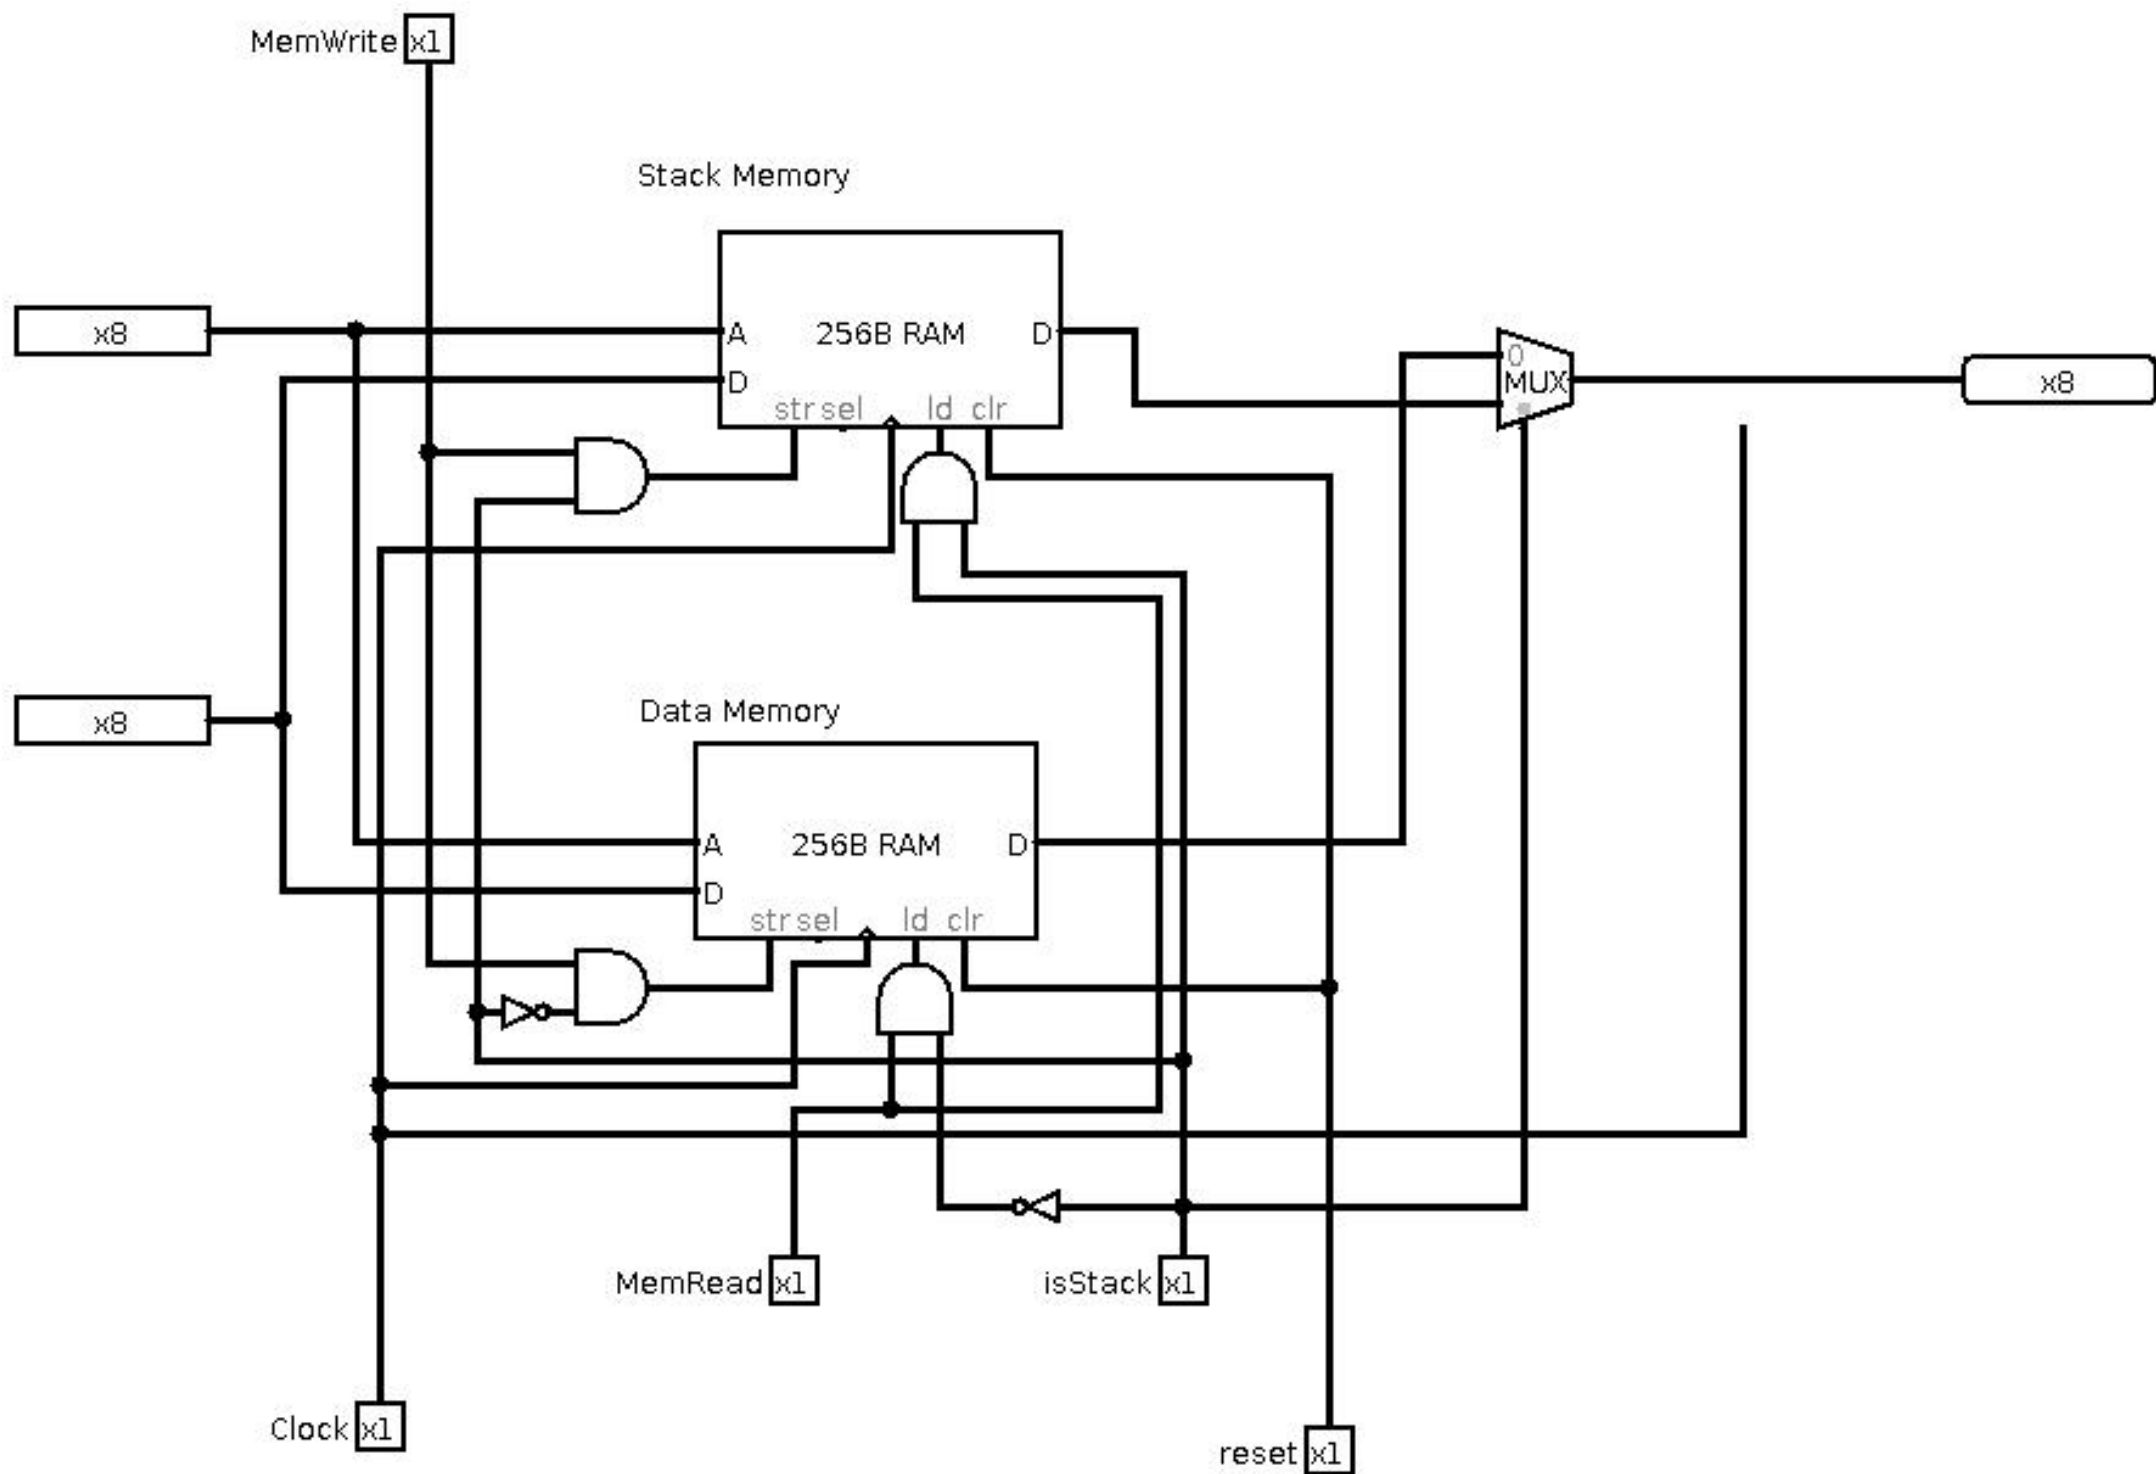 MemWrite x1
Stack Memory
x8
A 256B RAM D
D
str sel ld clr
0
MUX
x8
x8
Data Memory
A 256B RAM D
D
str sel ld clr
MemRead x1
isStack x1
Clock x1
reset x1